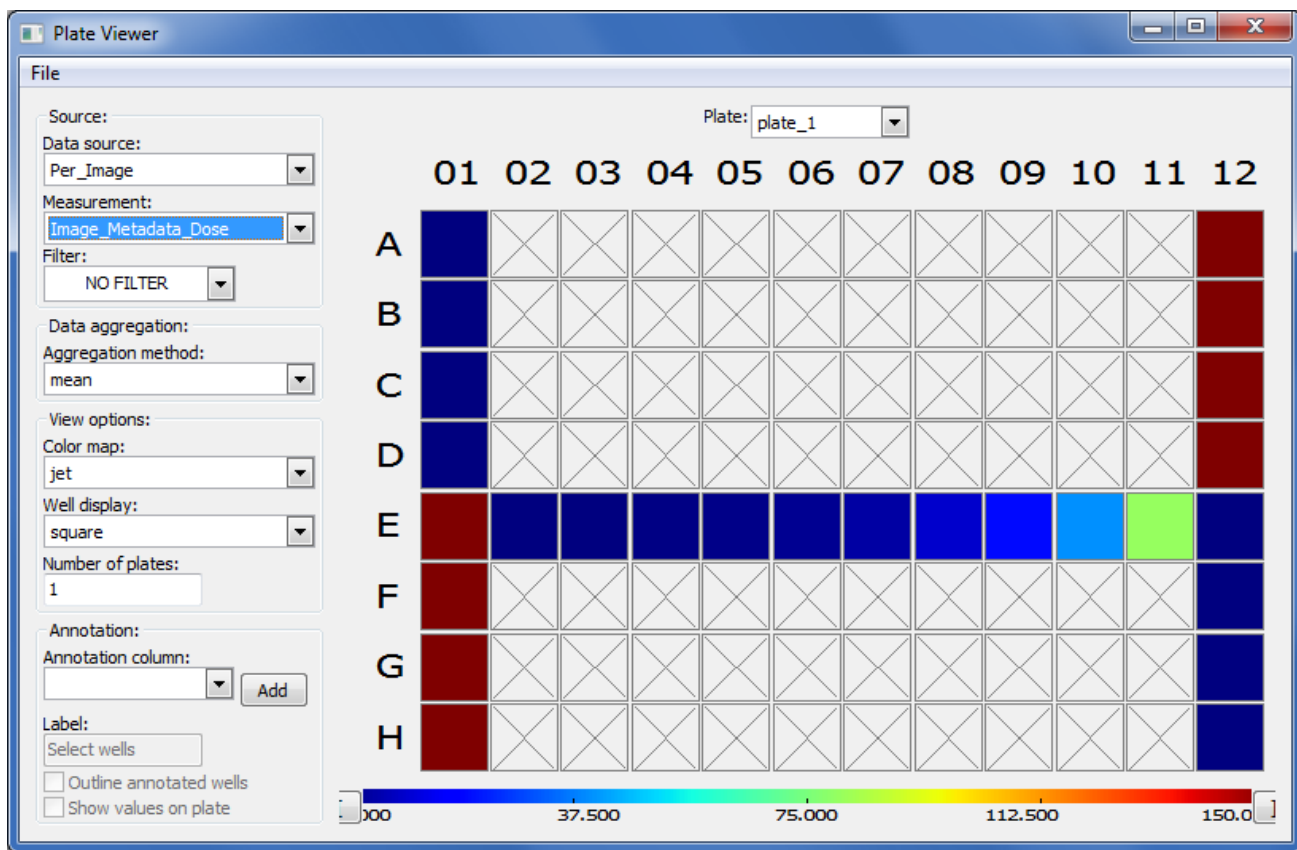 Plate Viewer
File
Source:
Data source:
Per_Image
Measurement:
Image_Metadata_Dose
Filter:
NO FILTER
Data aggregation:
Aggregation method:
mean
View options:
Color map:
jet
Well display:
square
Number of plates:
1
Annotation:
Annotation column:
Add
Label:
Select wells
Outline annotated wells
Show values on plate
Plate: plate_1
01 02 03 04 05 06 07 08 09 10 11 12
A
B
C
D
E
F
G
H
37.500 75.000 112.500